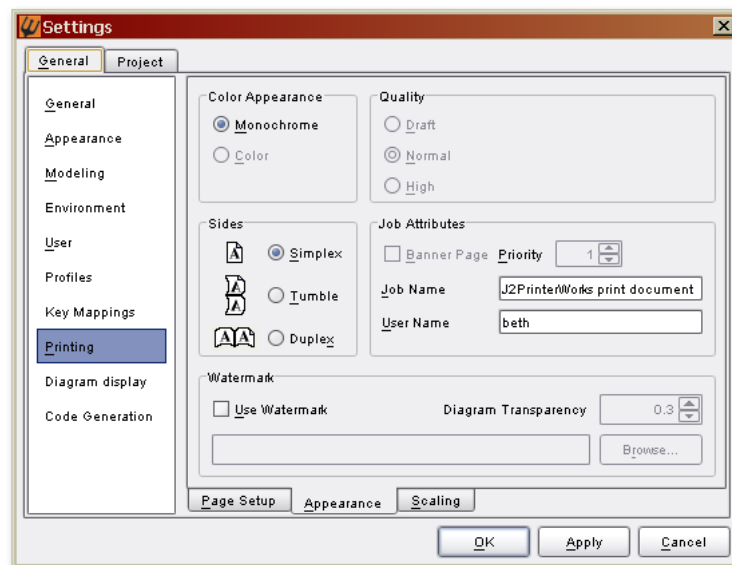 Settings
General Project
General
Appearance
Modeling
Environment
User
Profiles
Key Mappings
Printing
Diagram display
Code Generation
Color Appearance
Monochrome
Color
Quality
Draft
Normal
High
Sides
A Simplex
A A Tumble
A A Duplex
Job Attributes
Banner Page Priority 1
Job Name J2PrinterWorks print document
User Name beth
Watermark
Use Watermark Diagram Transparency 0.3
Browse...
Page Setup Appearance Scaling
OK Apply Cancel